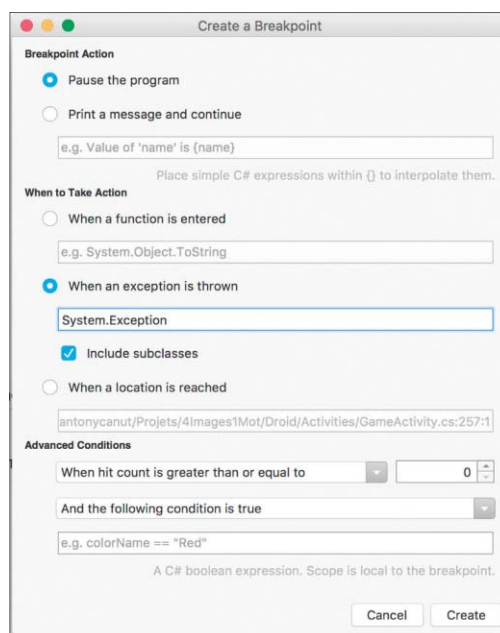 Create a Breakpoint
Breakpoint Action
Pause the program
Print a message and continue
e.g. Value of 'name' is {name}
Place simple C# expressions within {} to interpolate them.
When to Take Action
When a function is entered
e.g. System.Object.ToString
When an exception is thrown
System.Exception
Include subclasses
When a location is reached
antonycanut/Projets/4Images1Mot/Droid/Activities/GameActivity.cs:257:1
Advanced Conditions
When hit count is greater than or equal to 0
And the following condition is true
e.g. colorName == "Red"
A C# boolean expression. Scope is local to the breakpoint.
Cancel Create